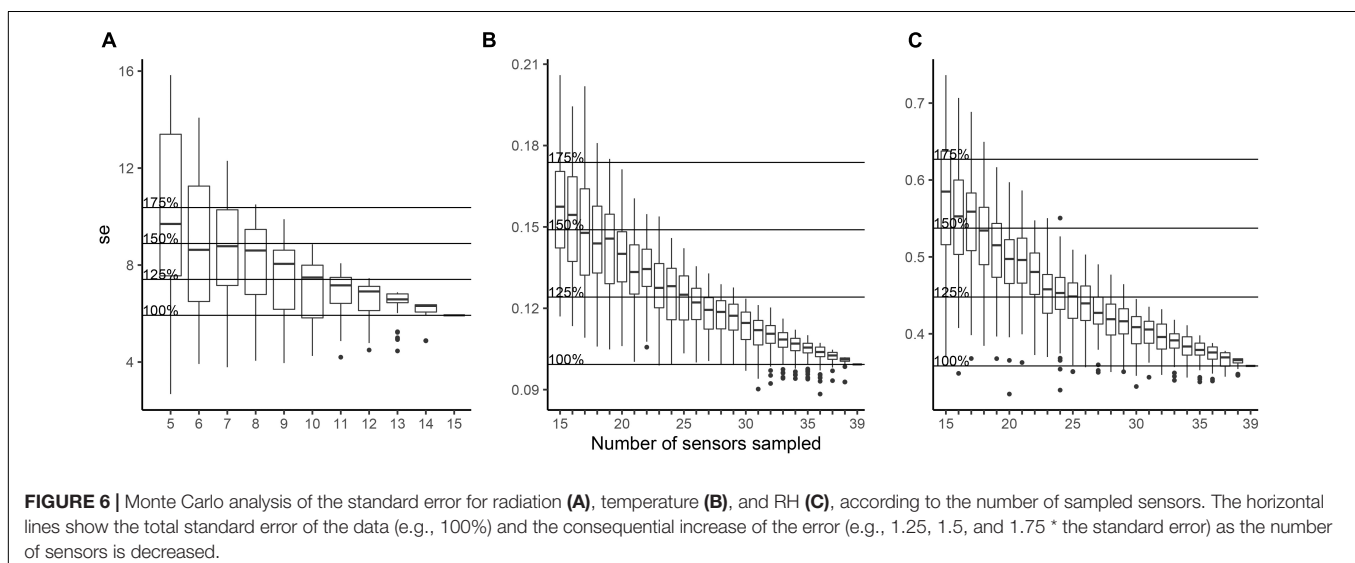 A
B
C
16
12
8
4
se
175%
150%
125%
100%
5 6 7 8 9 10 11 12 13 14 15
0.21
0.18
0.15
0.12
0.09
175%
150%
125%
100%
15 20 25 30 35 39
0.7
0.6
0.5
0.4
175%
150%
125%
100%
15 20 25 30 35 39
Number of sensors sampled
FIGURE 6 | Monte Carlo analysis of the standard error for radiation (A), temperature (B), and RH (C), according to the number of sampled sensors. The horizontal
lines show the total standard error of the data (e.g., 100%) and the consequential increase of the error (e.g., 1.25, 1.5, and 1.75 * the standard error) as the number
of sensors is decreased.